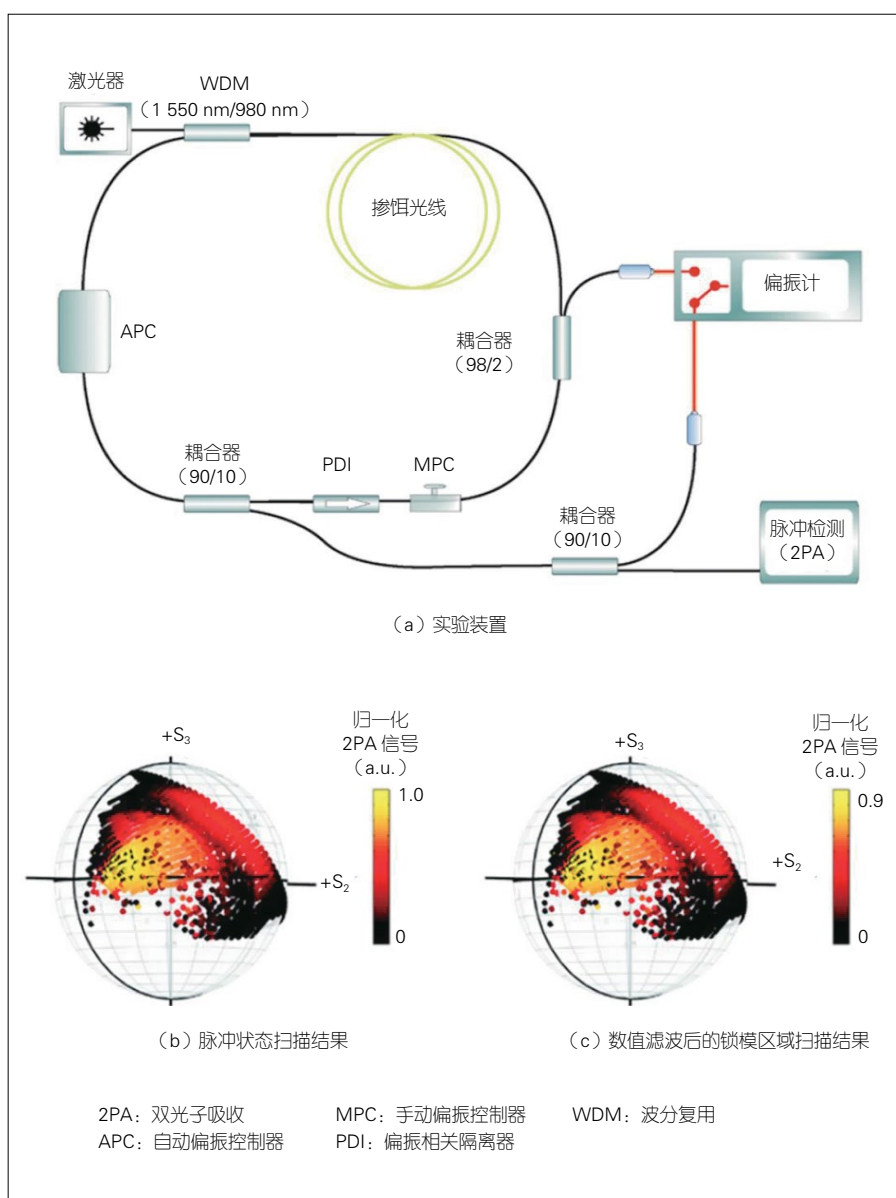 激光器
WDM
（1 550 nm/980 nm）
掺饵光线
偏振计
APC
耦合器
（98/2）
耦合器
（90/10）
PDI
MPC
耦合器
（90/10）
脉冲检测
（2PA）
（a）实验装置
+S₃
归一化
2PA 信号
（a.u.）
1.0
+S₂
0
+S₃
归一化
2PA 信号
（a.u.）
0.9
+S₂
0
（b）脉冲状态扫描结果
（c）数值滤波后的锁模区域扫描结果
2PA：双光子吸收
MPC：手动偏振控制器
WDM：波分复用
APC：自动偏振控制器
PDI：偏振相关隔离器